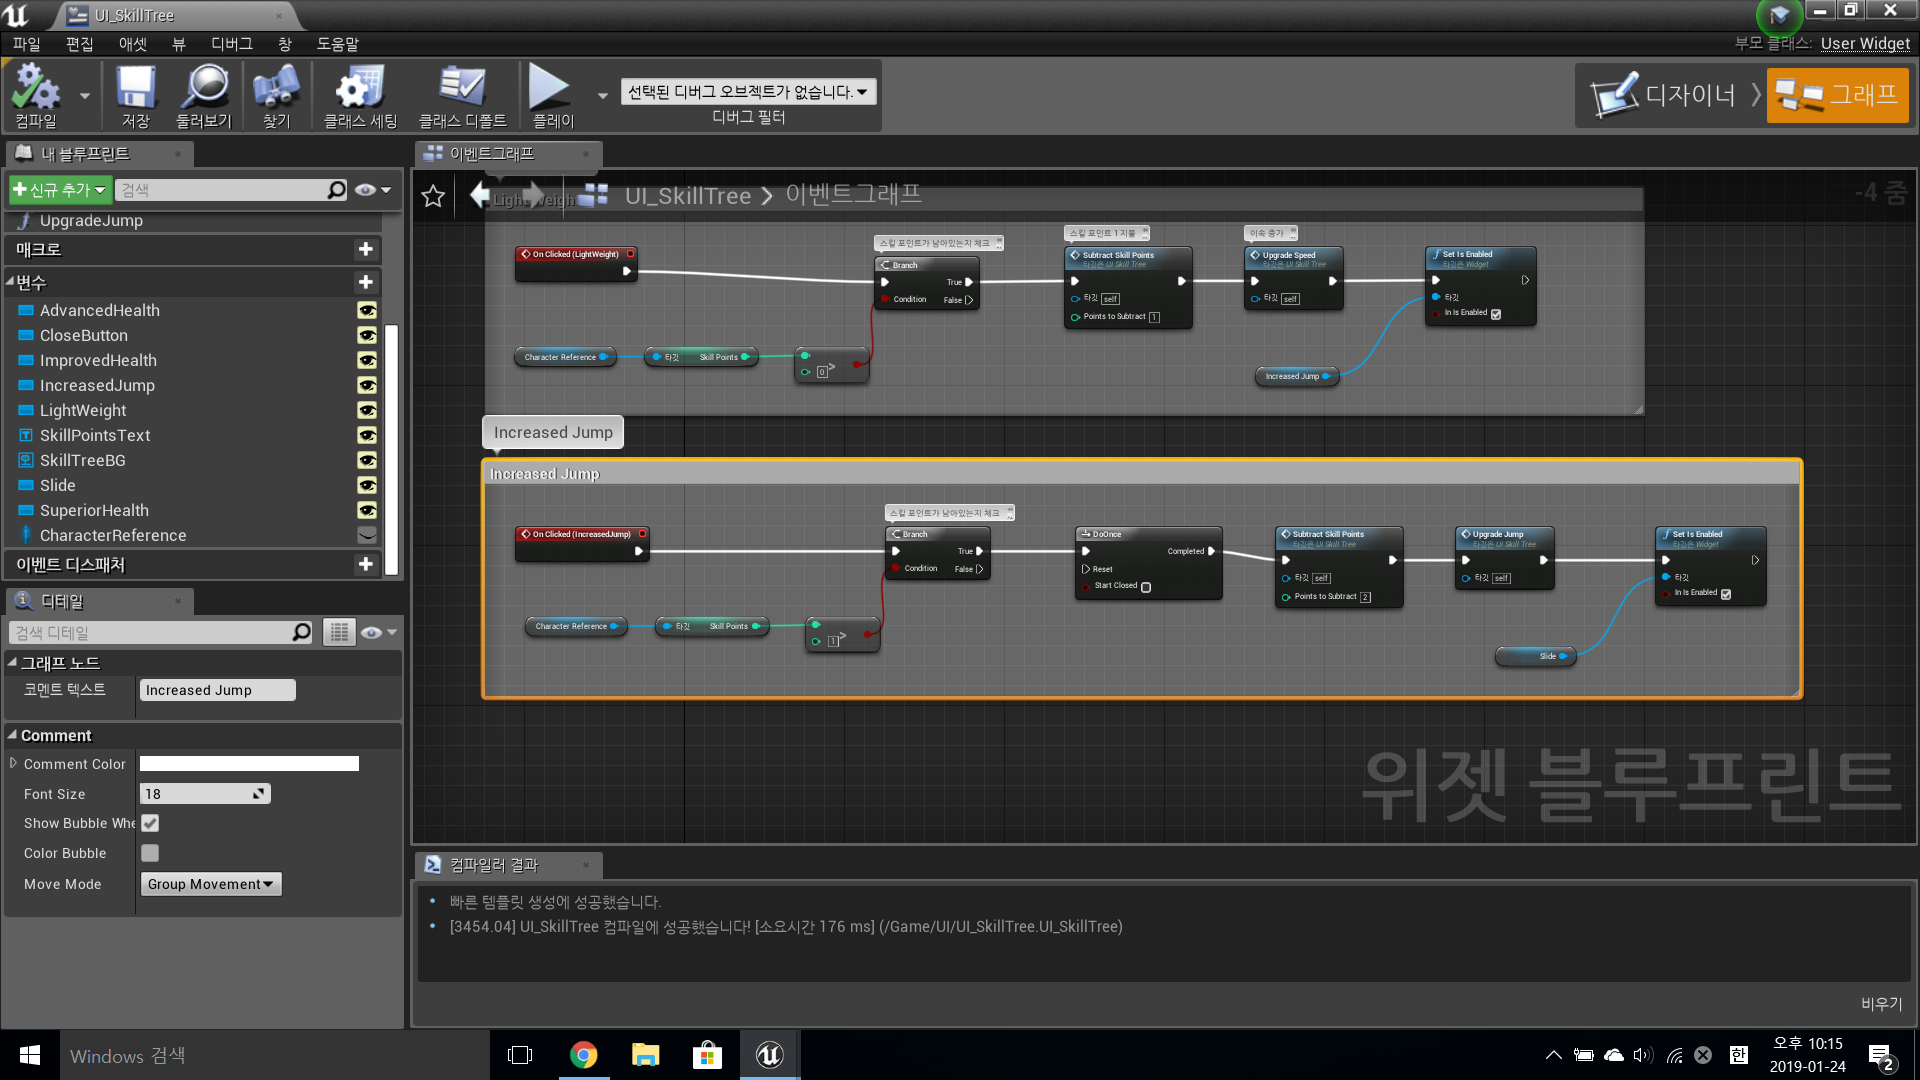 UI_SkillTree
파일 편집 애셋 뷰 디버그 창 도움말
부모 클래스: User Widget
컴파일 저장 둘러보기 찾기 클래스 세팅 클래스 디폴트 플레이
선택된 디버그 오브젝트가 없습니다.
디버그 필터
디자이너 그래프
내 블루프린트
신규 추가 검색
UpgradeJump
매크로
변수
AdvancedHealth
CloseButton
ImprovedHealth
IncreasedJump
LightWeight
SkillPointsText
SkillTreeBG
Slide
SuperiorHealth
CharacterReference
이벤트 디스패처
디테일
검색 디테일
그래프 노드
코멘트 텍스트 Increased Jump
Comment
Comment Color
Font Size 18
Show Bubble Whe
Color Bubble
Move Mode Group Movement
이벤트그래프
UI_SkillTree > 이벤트그래프
-4 줌
LightWeigh
스킬 포인트가 남아있는지 체크
스킬 포인트 1 지불
이속 증가
On Clicked (LightWeight)
Branch
True
Condition False
Subtract Skill Points
타깃은 UI Skill Tree
타깃 self
Points to Subtract 1
Upgrade Speed
타깃은 UI Skill Tree
타깃 self
Set Is Enabled
타깃은 Widget
타깃
In Is Enabled
Character Reference
타깃 Skill Points
0 >
Increased Jump
Increased Jump
Increased Jump
스킬 포인트가 남아있는지 체크
On Clicked (IncreasedJump)
Branch
True
Condition False
DoOnce
Completed
Reset
Start Closed
Subtract Skill Points
타깃은 UI Skill Tree
타깃 self
Points to Subtract 2
Upgrade Jump
타깃은 UI Skill Tree
타깃 self
Set Is Enabled
타깃은 Widget
타깃
In Is Enabled
Character Reference
타깃 Skill Points
1 >
Slide
위젯 블루프린트
컴파일러 결과
빠른 템플릿 생성에 성공했습니다.
[3454.04] UI_SkillTree 컴파일에 성공했습니다! [소요시간 176 ms] (/Game/UI/UI_SkillTree.UI_SkillTree)
비우기
Windows 검색
한
오후 10:15
2019-01-24
2